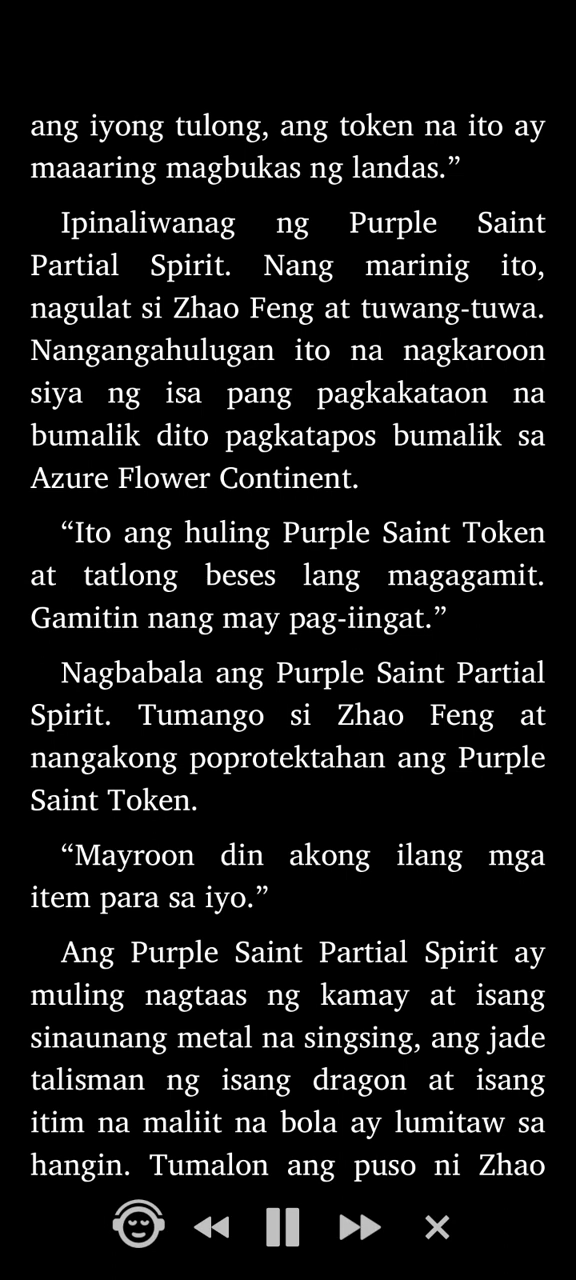 ang iyong tulong, ang token na ito ay
maaaring magbukas ng landas.”
Ipinaliwanag ng Purple Saint
Partial Spirit. Nang marinig ito,
nagulat si Zhao Feng at tuwang-tuwa.
Nangangahulugan ito na nagkaroon
siya ng isa pang pagkakataon na
bumalik dito pagkatapos bumalik sa
Azure Flower Continent.
“Ito ang huling Purple Saint Token
at tatlong beses lang magagamit.
Gamitin nang may pag-iingat.”
Nagbabala ang Purple Saint Partial
Spirit. Tumango si Zhao Feng at
nangakong poprotektahan ang Purple
Saint Token.
“Mayroon din akong ilang mga
item para sa iyo.”
Ang Purple Saint Partial Spirit ay
muling nagtaas ng kamay at isang
sinaunang metal na singsing, ang jade
talisman ng isang dragon at isang
itim na maliit na bola ay lumitaw sa
hangin. Tumalon ang puso ni Zhao